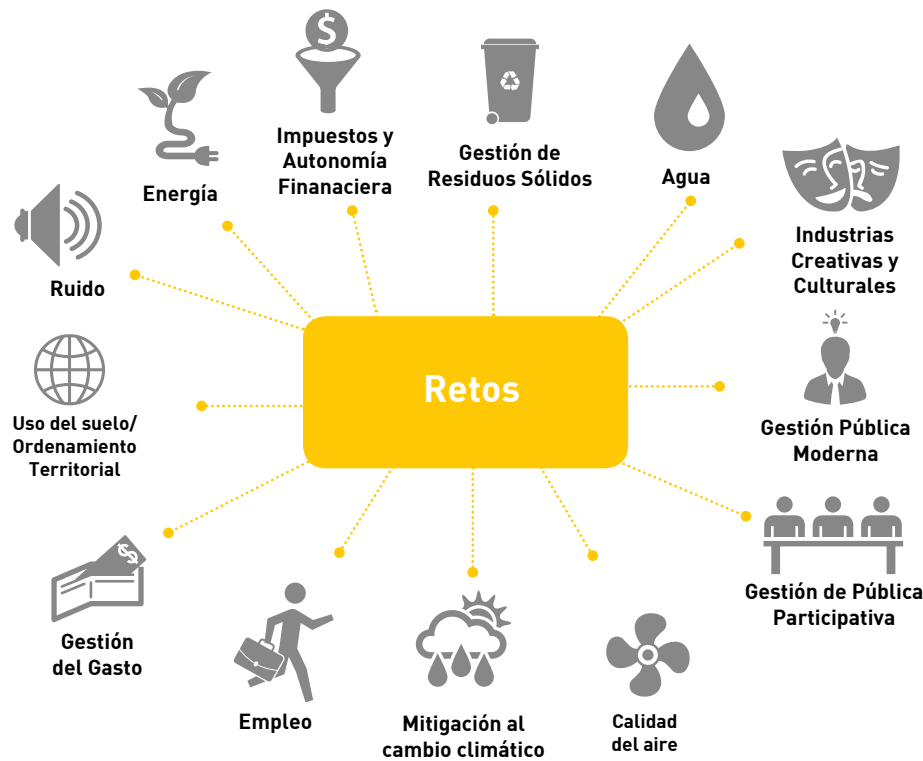 $
Impuestos y
Autonomía
Finanaciera
Gestión de
Residuos Sólidos
Agua
Energía
Industrias
Creativas y
Culturales
Ruido
Retos
Uso del suelo/
Ordenamiento
Territorial
Gestión Pública
Moderna
$
Gestión
del Gasto
Gestión de Pública
Participativa
Empleo
Mitigación al
cambio climático
Calidad
del aire